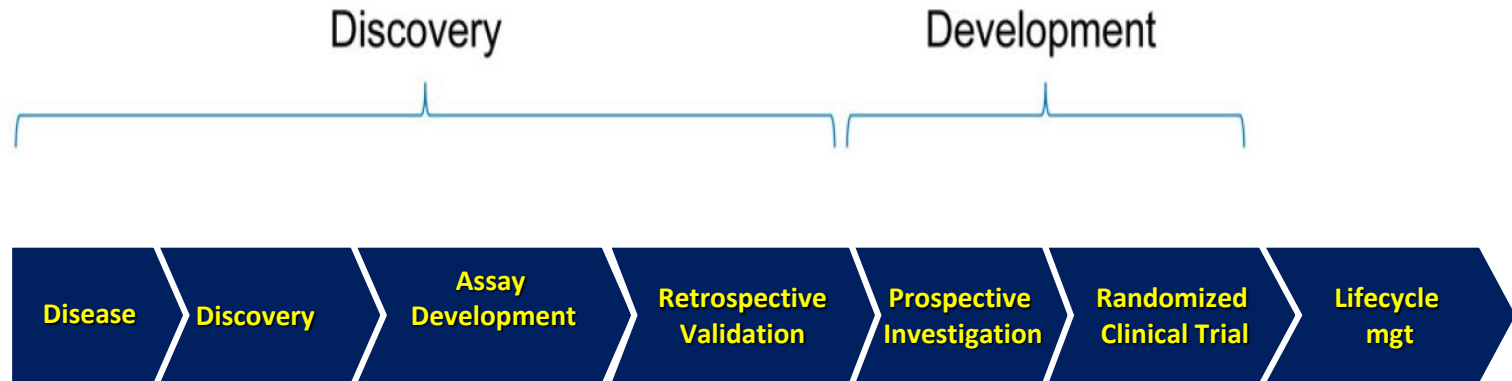 Discovery
Development
Disease
Discovery
Assay
Development
Retrospective
Validation
Prospective
Investigation
Randomized
Clinical Trial
Lifecycle
mgt